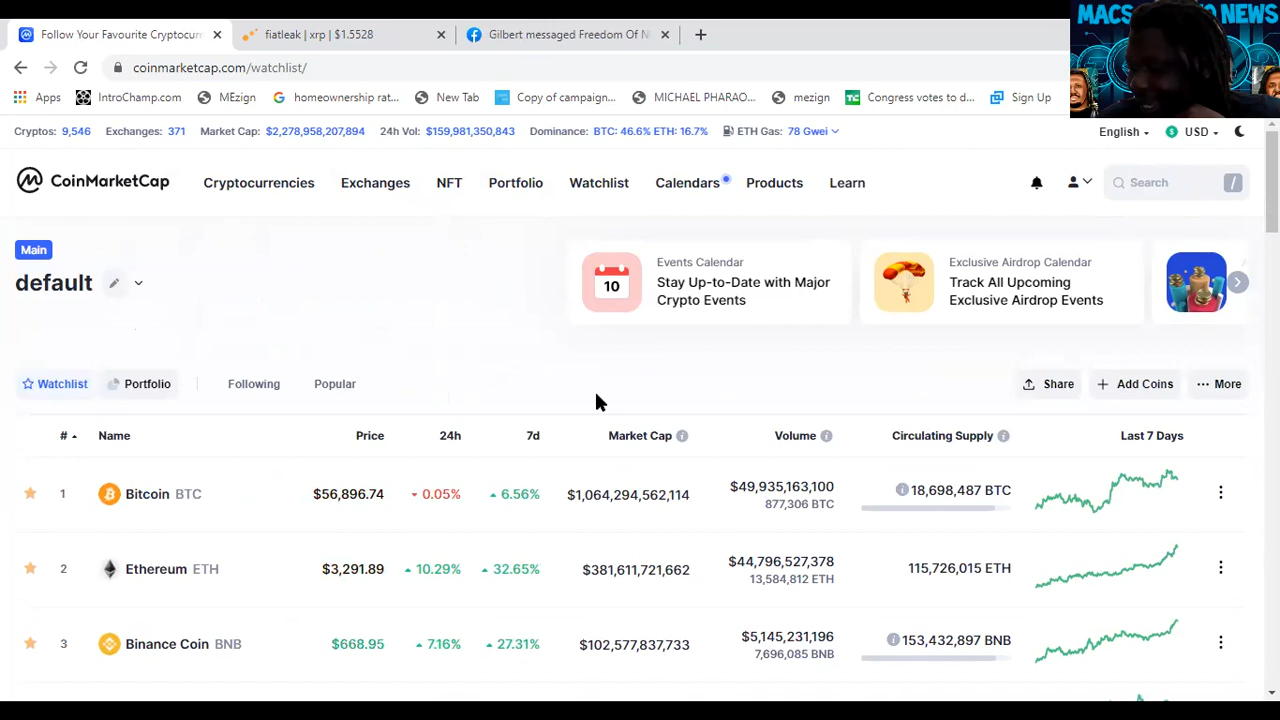 Follow Your Favourite Cryptocurr
fiatleak | xrp | $1.5528
Gilbert messaged Freedom Of N
MACS NEWS
coinmarketcap.com/watchlist/
Apps
IntroChamp.com
MEzign
homeownership rat...
New Tab
Copy of campaign...
MICHAEL PHARAO...
mezign
Congress votes to d...
Sign Up
Cryptos: 9,546 Exchanges: 371 Market Cap: $2,278,958,207,894 24h Vol: $159,981,350,843 Dominance: BTC: 46.6% ETH: 16.7% ETH Gas: 78 Gwei
English USD
CoinMarketCap Cryptocurrencies Exchanges NFT Portfolio Watchlist Calendars Products Learn Search /
Main
default
10
Events Calendar
Stay Up-to-Date with Major
Crypto Events
Exclusive Airdrop Calendar
Track All Upcoming
Exclusive Airdrop Events
Watchlist Portfolio Following Popular Share + Add Coins ... More
# Name Price 24h 7d Market Cap Volume Circulating Supply Last 7 Days
1 Bitcoin BTC $56,896.74 0.05% 6.56% $1,064,294,562,114 $49,935,163,100 18,698,487 BTC
877,306 BTC
2 Ethereum ETH $3,291.89 10.29% 32.65% $381,611,721,662 $44,796,527,378 115,726,015 ETH
13,584,812 ETH
3 Binance Coin BNB $668.95 7.16% 27.31% $102,577,837,733 $5,145,231,196 153,432,897 BNB
7,696,085 BNB